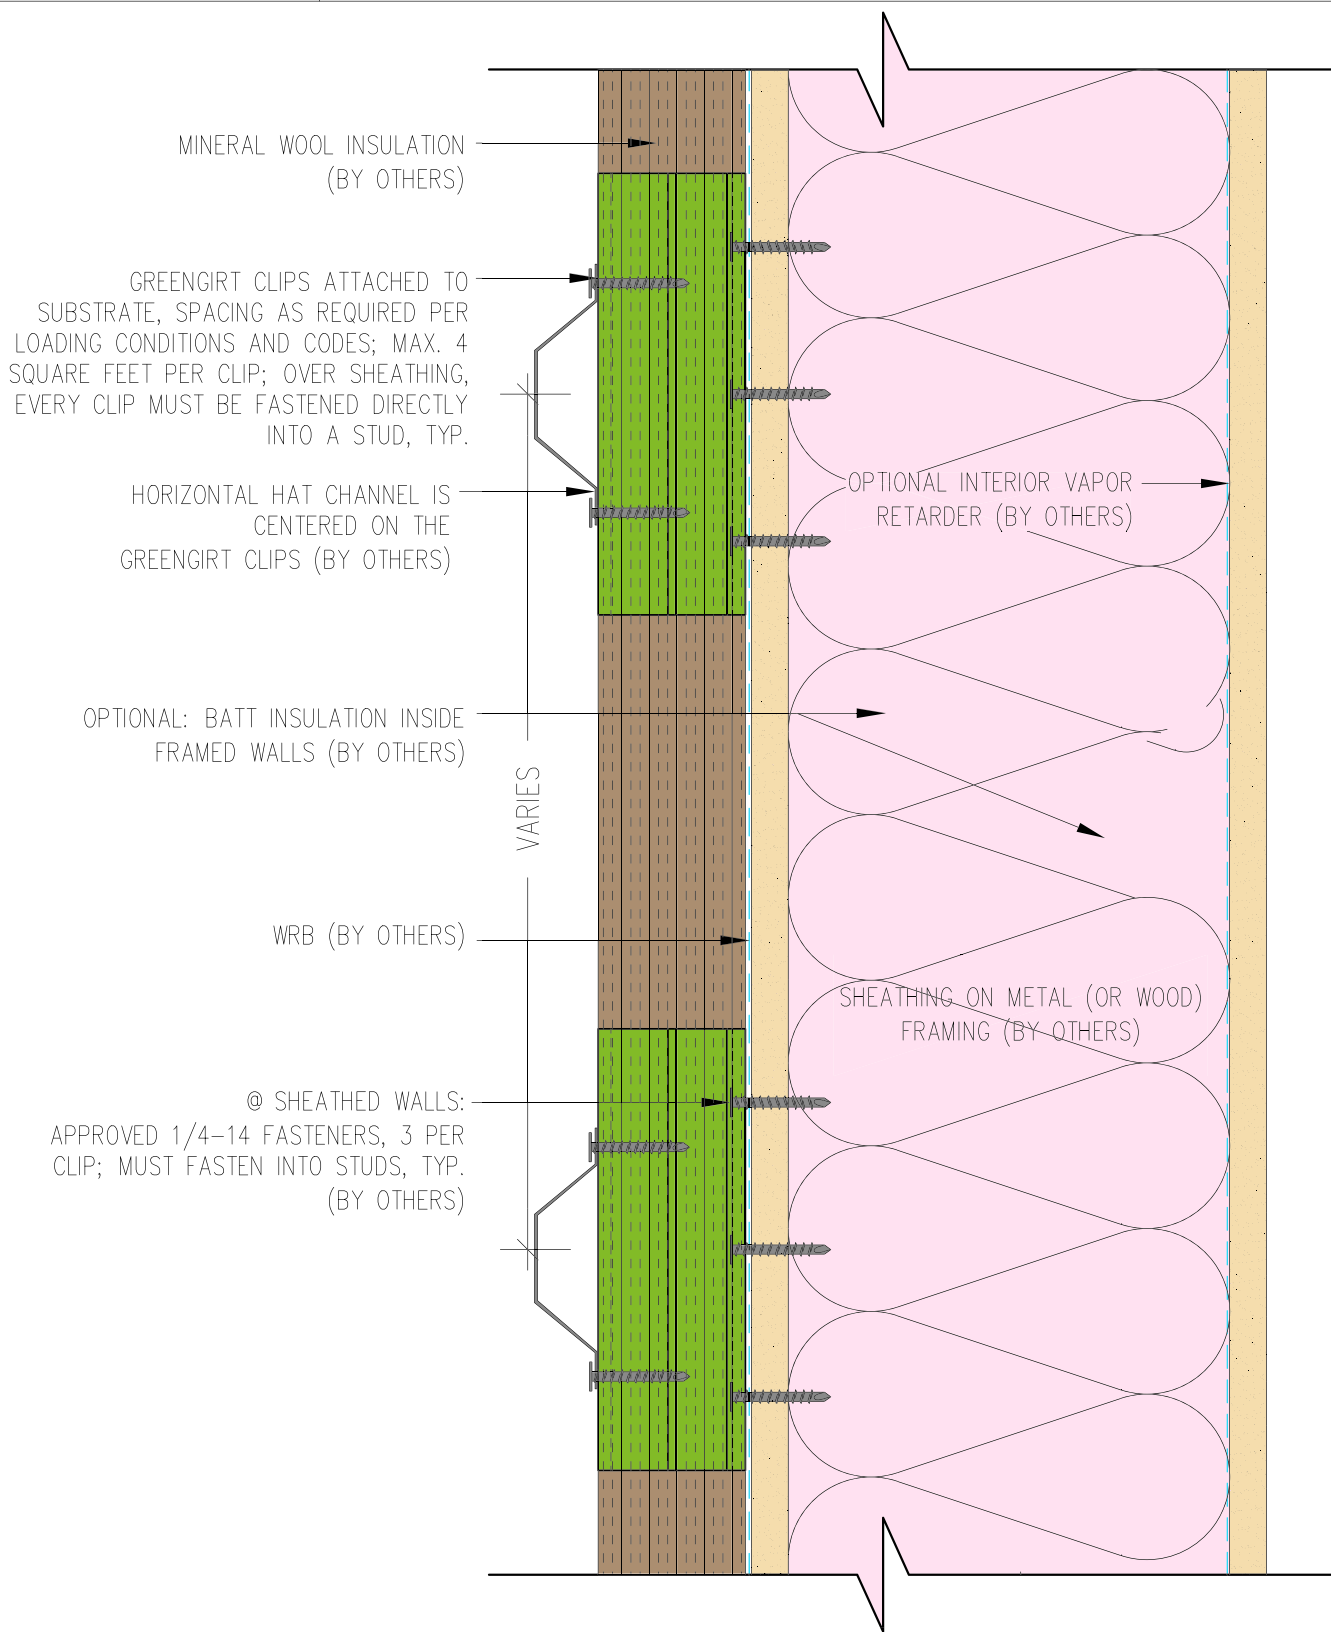 MINERAL WOOL INSULATION
(BY OTHERS)
GREENGIRT CLIPS ATTACHED TO
SUBSTRATE, SPACING AS REQUIRED PER
LOADING CONDITIONS AND CODES; MAX. 4
SQUARE FEET PER CLIP; OVER SHEATHING,
EVERY CLIP MUST BE FASTENED DIRECTLY
INTO A STUD, TYP.
HORIZONTAL HAT CHANNEL IS
CENTERED ON THE
GREENGIRT CLIPS (BY OTHERS)
OPTIONAL INTERIOR VAPOR
RETARDER (BY OTHERS)
OPTIONAL: BATT INSULATION INSIDE
FRAMED WALLS (BY OTHERS)
VARIES
WRB (BY OTHERS)
SHEATHING ON METAL (OR WOOD)
FRAMING (BY OTHERS)
@ SHEATHED WALLS:
APPROVED 1/4-14 FASTENERS, 3 PER
CLIP; MUST FASTEN INTO STUDS, TYP.
(BY OTHERS)